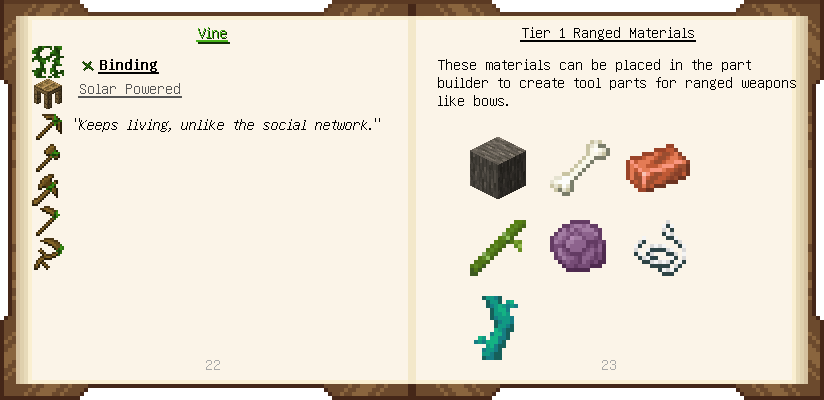 Vine
Binding
Solar Powered
"Keeps living, unlike the social network."
22
Tier 1 Ranged Materials
These materials can be placed in the part
builder to create tool parts for ranged weapons
like bows.
23